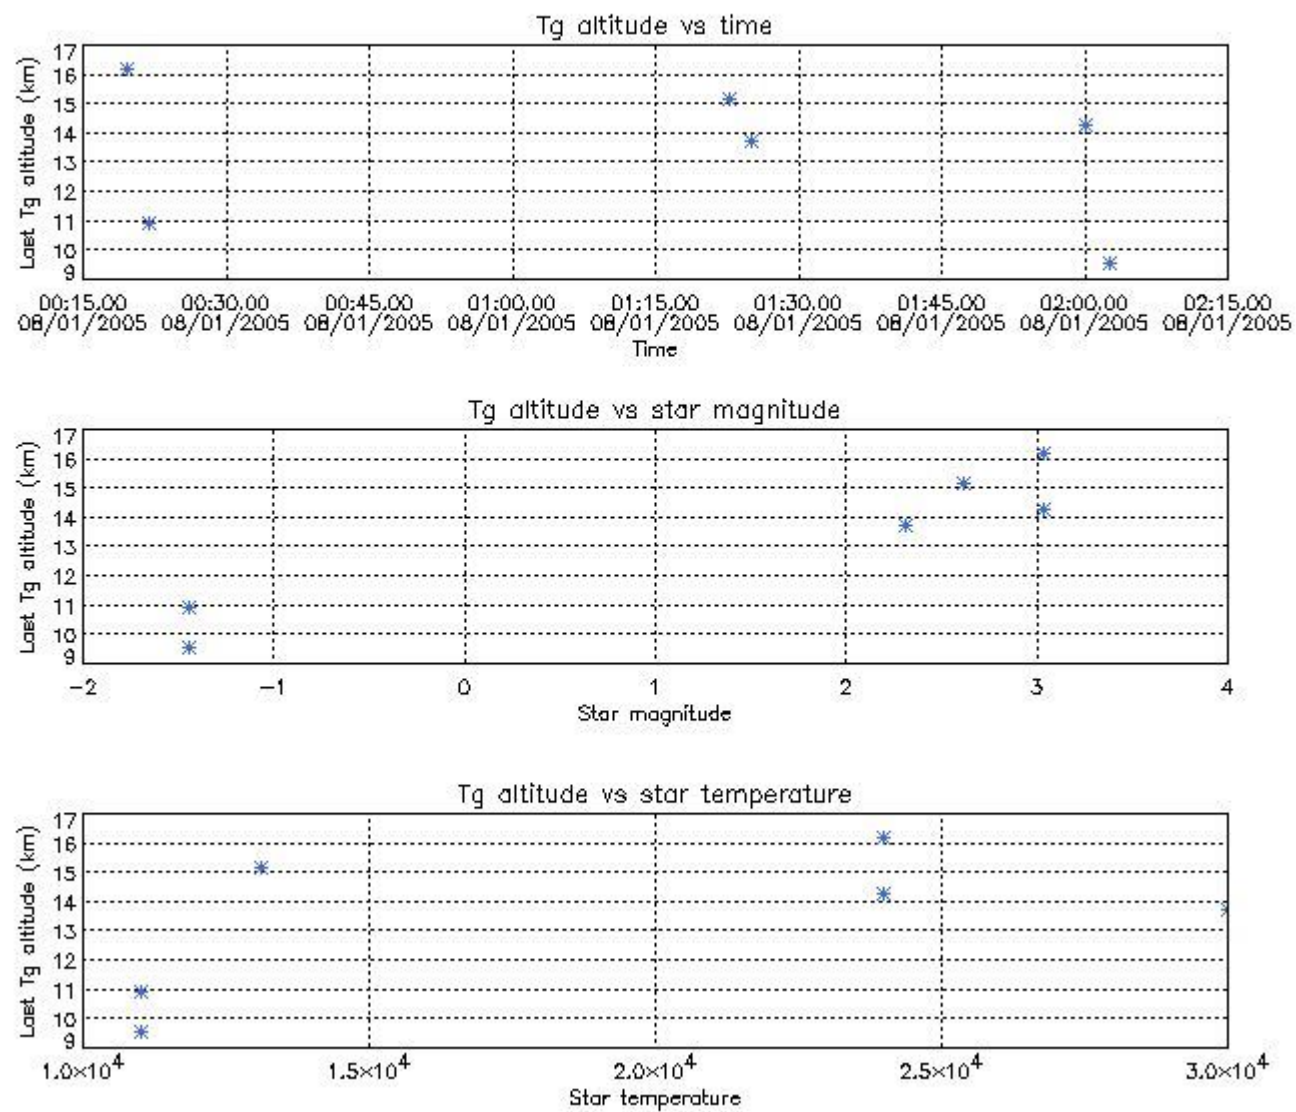 Tg altitude vs time
Last Tg altitude (km)
17
16
15
14
13
12
11
10
9
00:15.00 00:30.00 00:45.00 01:00.00 01:15.00 01:30.00 01:45.00 02:00.00 02:15.00
08/01/2005 08/01/2005 08/01/2005 08/01/2005 08/01/2005 08/01/2005 08/01/2005 08/01/2005 08/01/2005
Time
Tg altitude vs star magnitude
Last Tg altitude (km)
17
16
15
14
13
12
11
10
9
-2 -1 0 1 2 3 4
Star magnitude
Tg altitude vs star temperature
Last Tg altitude (km)
17
16
15
14
13
12
11
10
9
1.0×10⁴ 1.5×10⁴ 2.0×10⁴ 2.5×10⁴ 3.0×10⁴
Star temperature